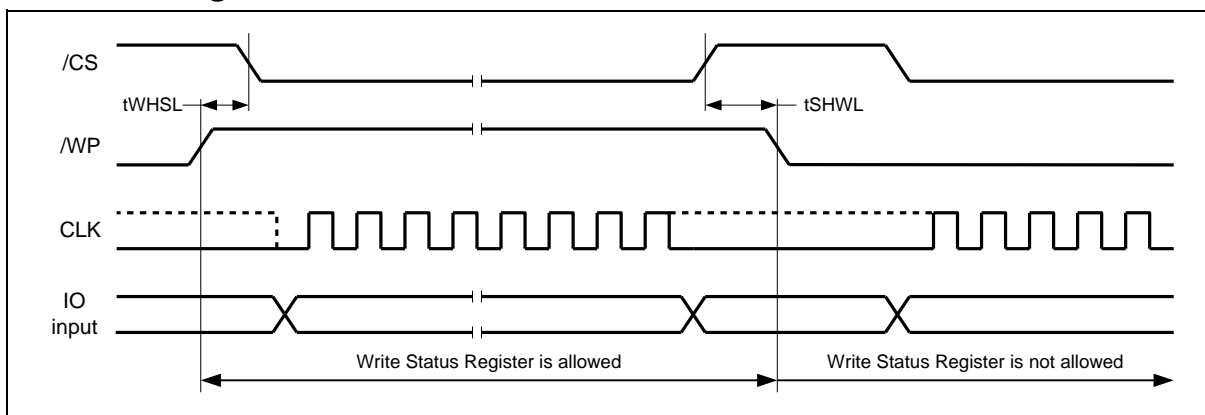 /CS
tWHSL
tSHWL
/WP
CLK
IO
input
Write Status Register is allowed
Write Status Register is not allowed